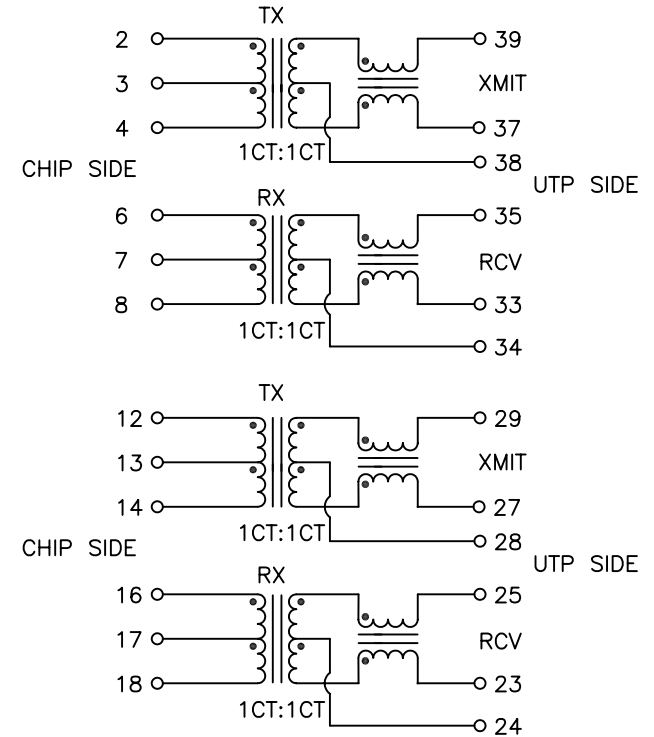 TX
2
39
3
XMIT
4
37
1CT:1CT
38
CHIP SIDE
UTP SIDE
RX
6
35
7
RCV
8
33
1CT:1CT
34
TX
12
29
13
XMIT
14
27
1CT:1CT
28
CHIP SIDE
UTP SIDE
RX
16
25
17
RCV
18
23
1CT:1CT
24